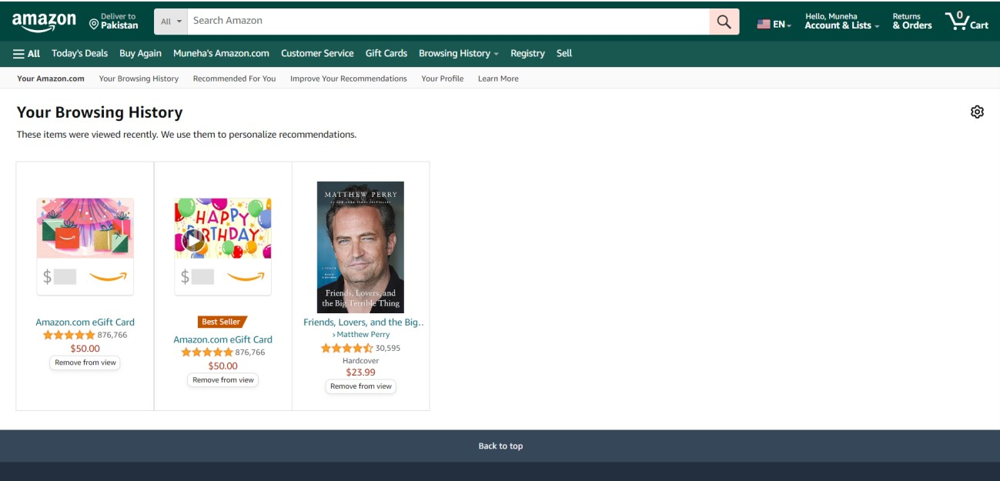 amazon
Deliver to
Pakistan
All
Search Amazon
EN
Hello, Muneha
Account & Lists
Returns
& Orders
0
Cart
All Today's Deals Buy Again Muneha's Amazon.com Customer Service Gift Cards Browsing History Registry Sell
Your Amazon.com Your Browsing History Recommended For You Improve Your Recommendations Your Profile Learn More
Your Browsing History
These items were viewed recently. We use them to personalize recommendations.
$
Amazon.com eGift Card
876,766
$50.00
Remove from view
HAPPY
BIRTHDAY
$
Best Seller
Amazon.com eGift Card
876,766
$50.00
Remove from view
MATTHEW PERRY
Friends, Lovers, and
the Big Terrible Thing
Friends, Lovers, and the Big..
› Matthew Perry
30,595
Hardcover
$23.99
Remove from view
Back to top